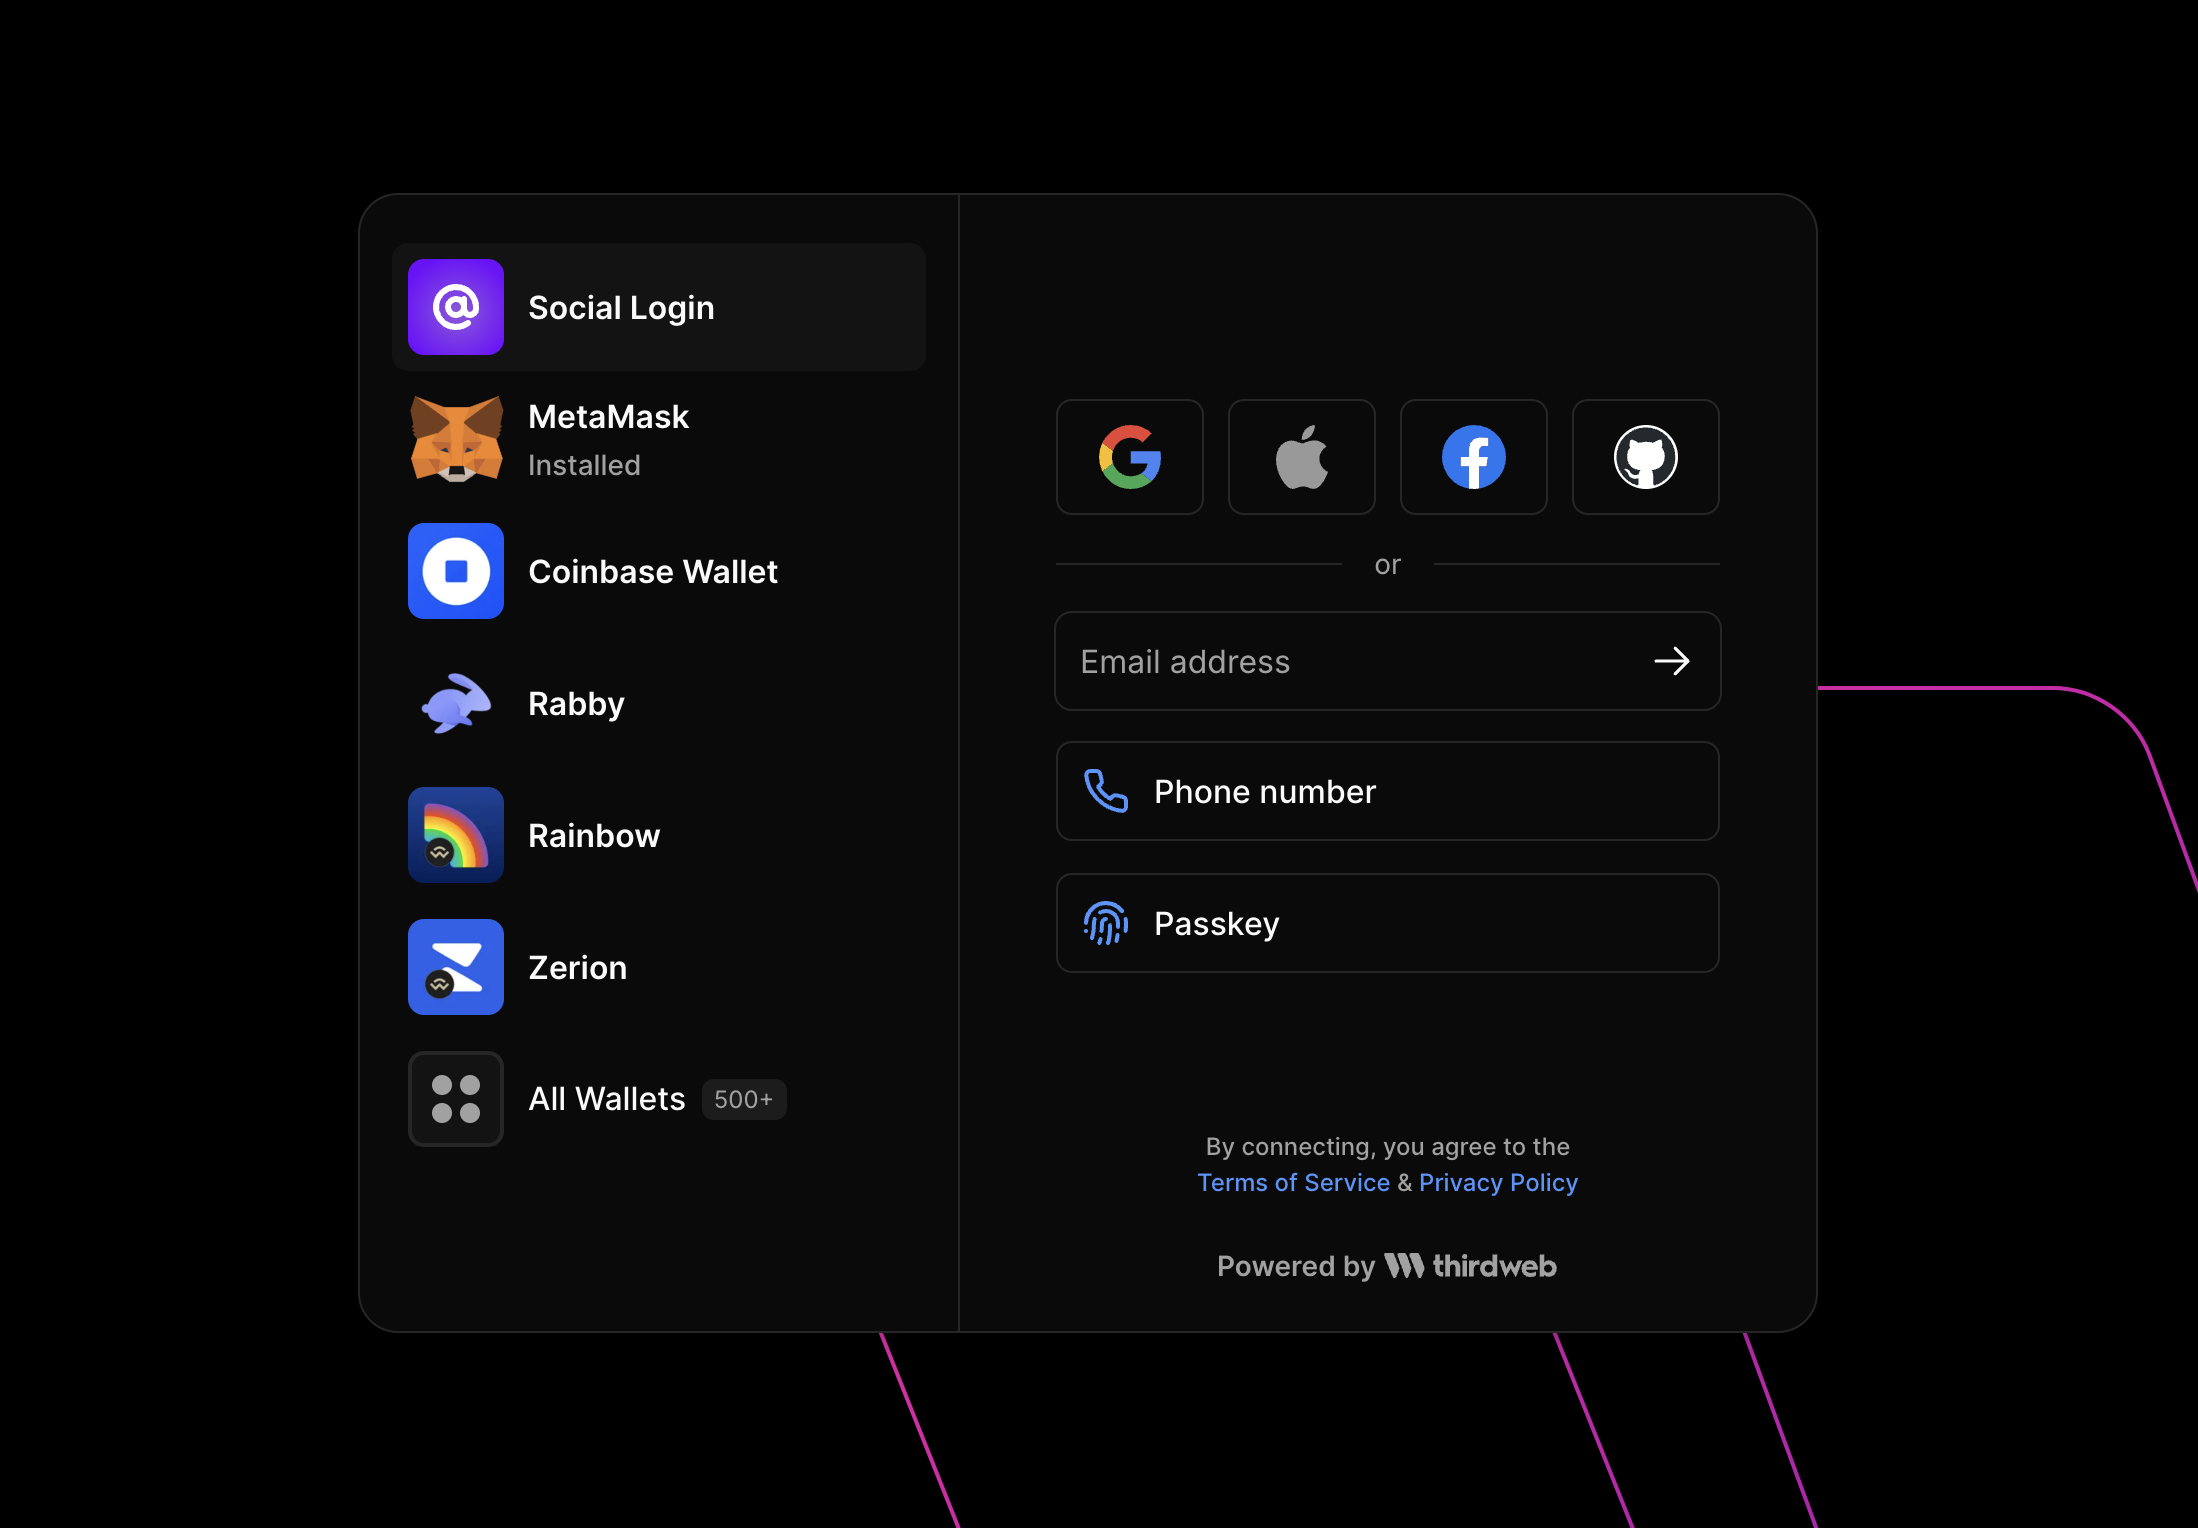 Social Login
MetaMask
Installed
Coinbase Wallet
Rabby
Rainbow
Zerion
All Wallets 500+
or
Email address
Phone number
Passkey
By connecting, you agree to the
Terms of Service & Privacy Policy
Powered by thirdweb